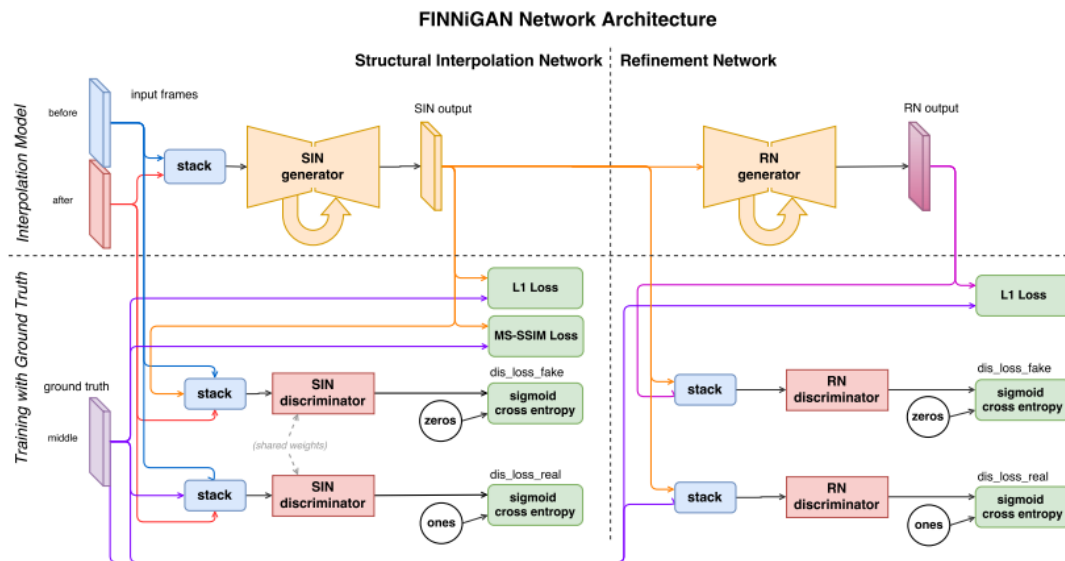 FINNiGAN Network Architecture
Structural Interpolation Network
Refinement Network
Interpolation Model
input frames
before
after
stack
SIN
generator
SIN output
RN
generator
RN output
Training with Ground Truth
ground truth
middle
L1 Loss
MS-SSIM Loss
stack
SIN
discriminator
dis_loss_fake
sigmoid
cross entropy
zeros
(shared weights)
stack
SIN
discriminator
dis_loss_real
sigmoid
cross entropy
ones
L1 Loss
stack
RN
discriminator
dis_loss_fake
sigmoid
cross entropy
zeros
stack
RN
discriminator
dis_loss_real
sigmoid
cross entropy
ones